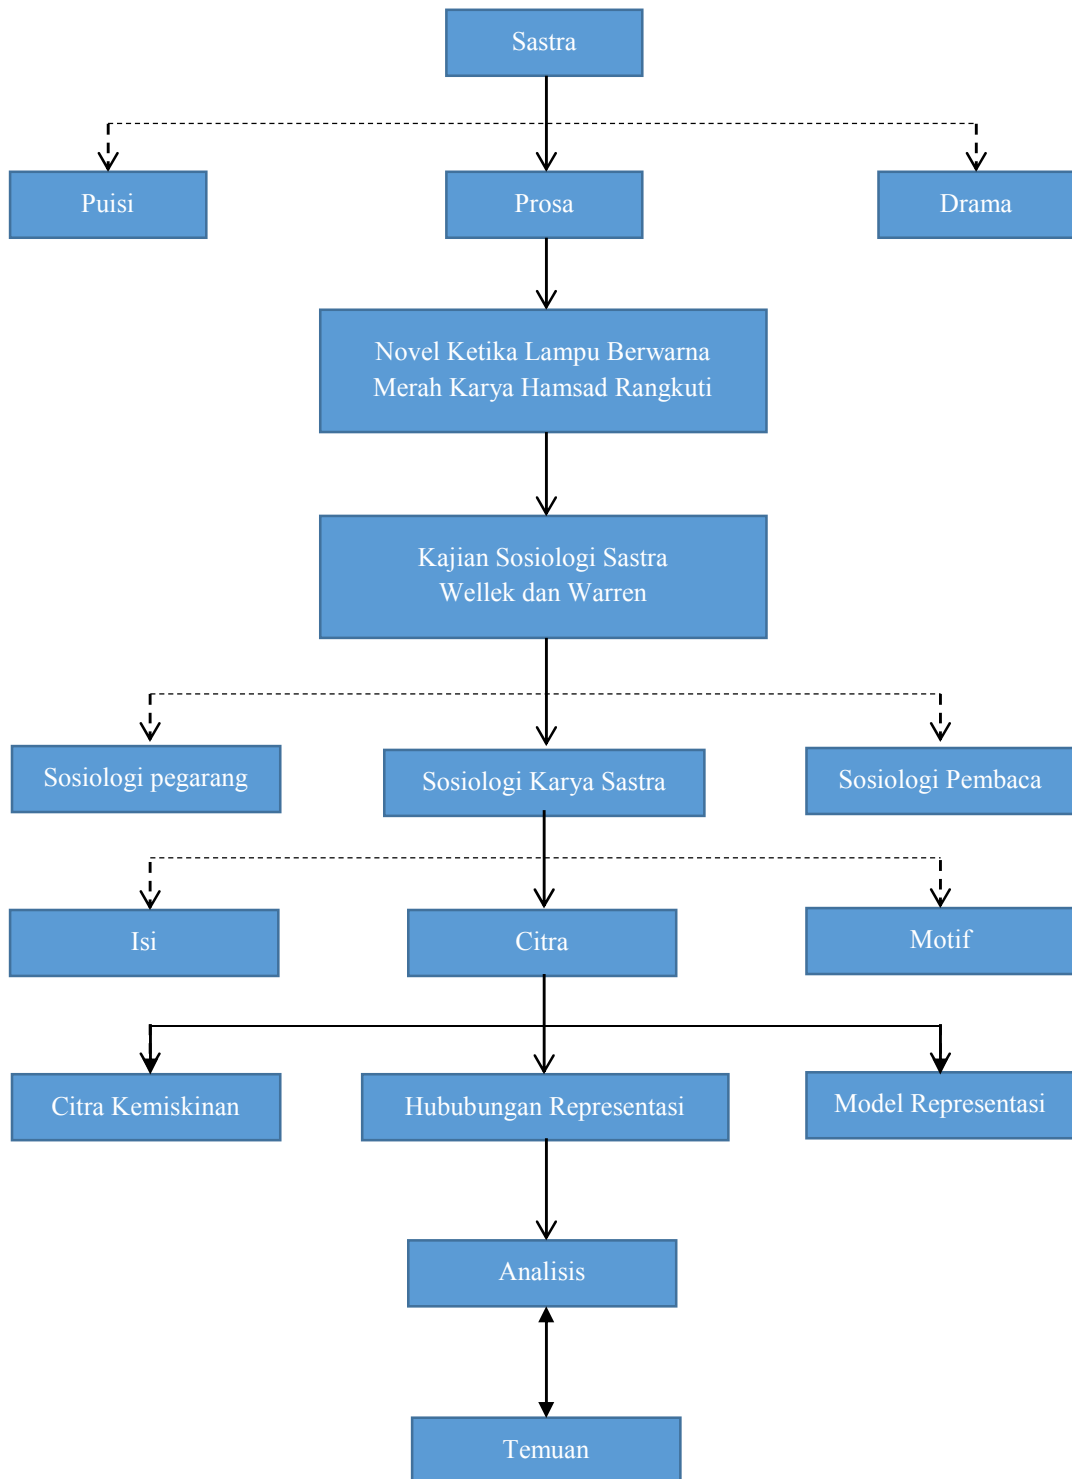 Sastra
Puisi
Prosa
Drama
Novel Ketika Lampu Berwarna
Merah Karya Hamsad Rangkuti
Kajian Sosiologi Sastra
Wellek dan Warren
Sosiologi pegarang
Sosiologi Karya Sastra
Sosiologi Pembaca
Isi
Citra
Motif
Citra Kemiskinan
Hububungan Representasi
Model Representasi
Analisis
Temuan